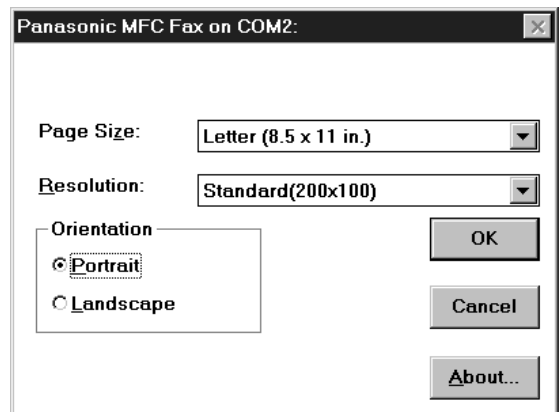 Panasonic MFC Fax on COM2:
Page Size:
Letter (8.5 x 11 in.)
Resolution:
Standard(200x100)
Orientation
Portrait
Landscape
OK
Cancel
About...